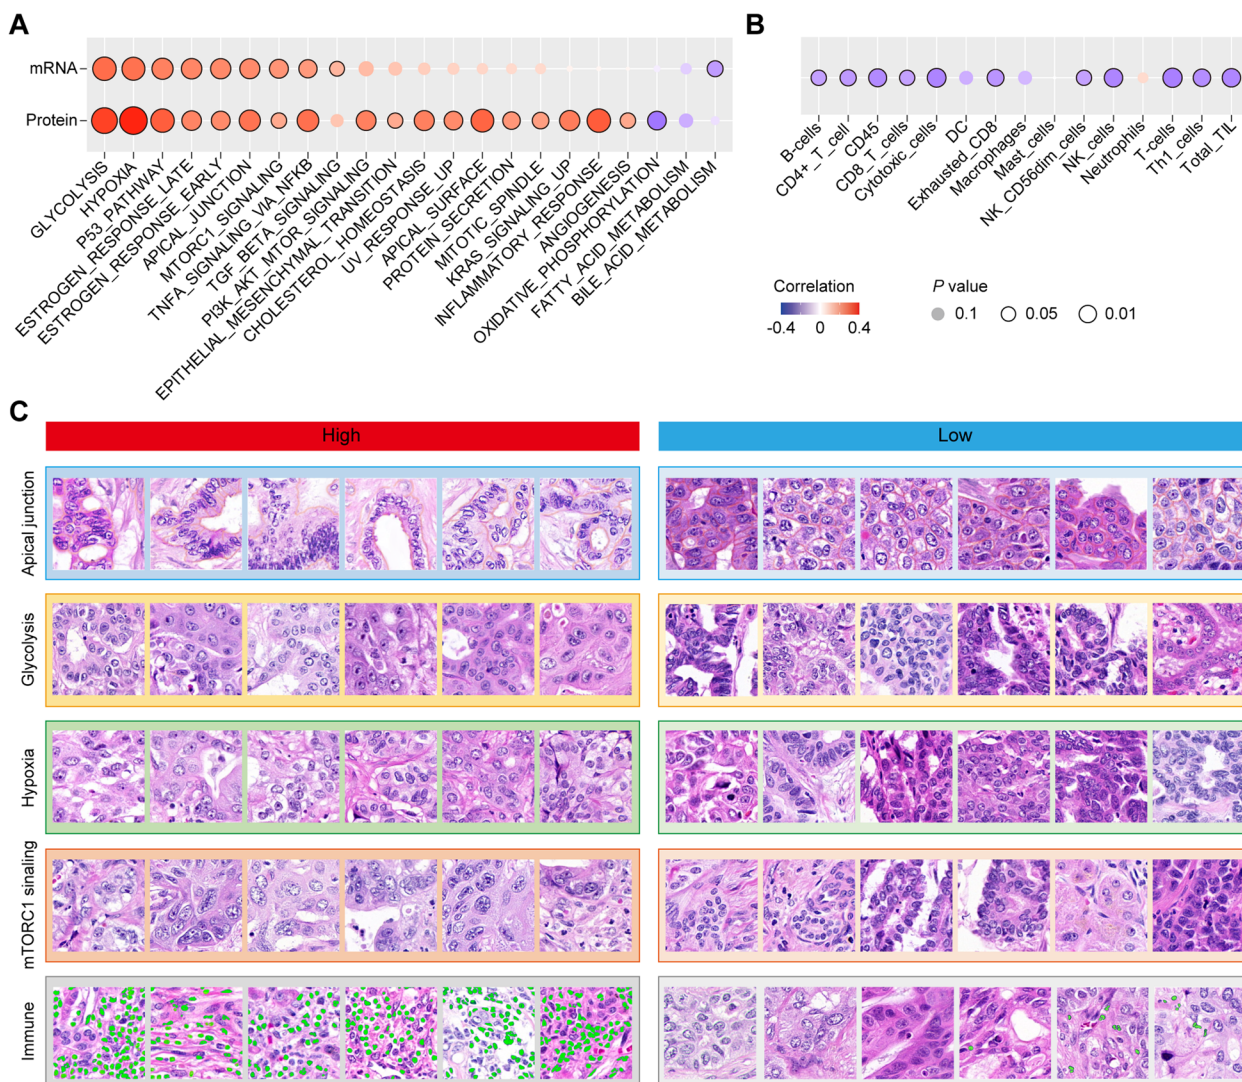 A
mRNA
Protein
GLYCOLYSIS
HYPOXIA
P53_PATHWAY
ESTROGEN_RESPONSE_LATE
ESTROGEN_RESPONSE_EARLY
APICAL_JUNCTION
MTORC1_SIGNALING
TNFA_SIGNALING_VIA_NFKB
TGF_BETA_SIGNALING
PI3K_AKT_MTOR_SIGNALING
EPITHELIAL_MESENCHYMAL_TRANSITION
CHOLESTEROL_HOMEOSTASIS
UV_RESPONSE_UP
APICAL_SURFACE
PROTEIN_SECRETION
MITOTIC_SPINDLE
KRAS_SIGNALING_UP
INFLAMMATORY_RESPONSE
ANGIOGENESIS
OXIDATIVE_PHOSPHORYLATION
FATTY_ACID_METABOLISM
BILE_ACID_METABOLISM
B
B-cells
CD4+_T_cell
CD45
CD8_T_cells
Cytotoxic_cells
DC
Exhausted_CD8
Macrophages
Mast_cells
NK_CD56dim_cells
NK_cells
Neutrophils
T-cells
Th1_cells
Total_TIL
Correlation
-0.4 0 0.4
P value
0.1 0.05 0.01
C
High
Low
Apical junction
Glycolysis
Hypoxia
mTORC1 sinaling
Immune